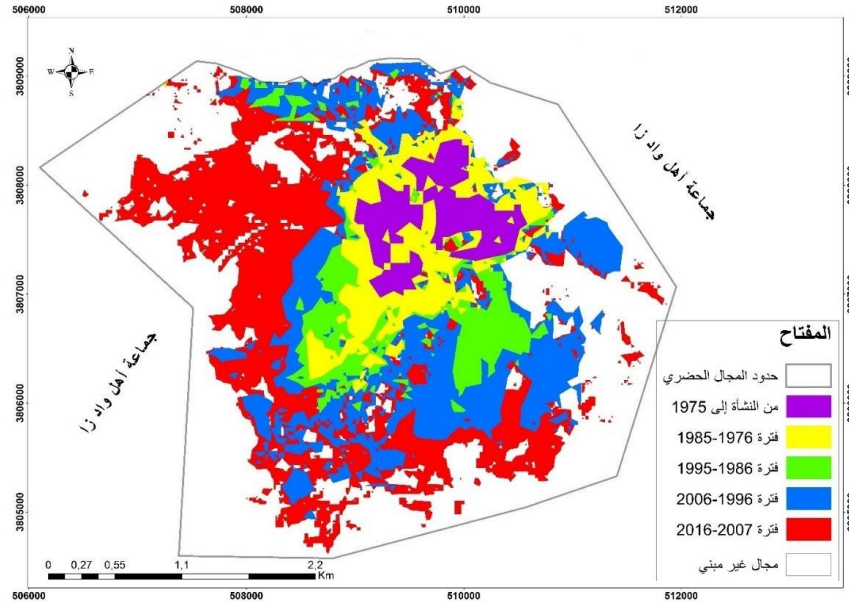 506000
508000
510000
512000
N
W E
S
3809000
3808000
3807000
3806000
3805000
جماعة أهل واد زا
جماعة أهل واد زا
المفتاح
حدود المجال الحضري
من النشأة إلى 1975
فترة 1976-1985
فترة 1986-1995
فترة 1996-2006
فترة 2007-2016
مجال غير مبني
0 0,27 0,55 1,1 2,2
Km
506000
508000
510000
512000